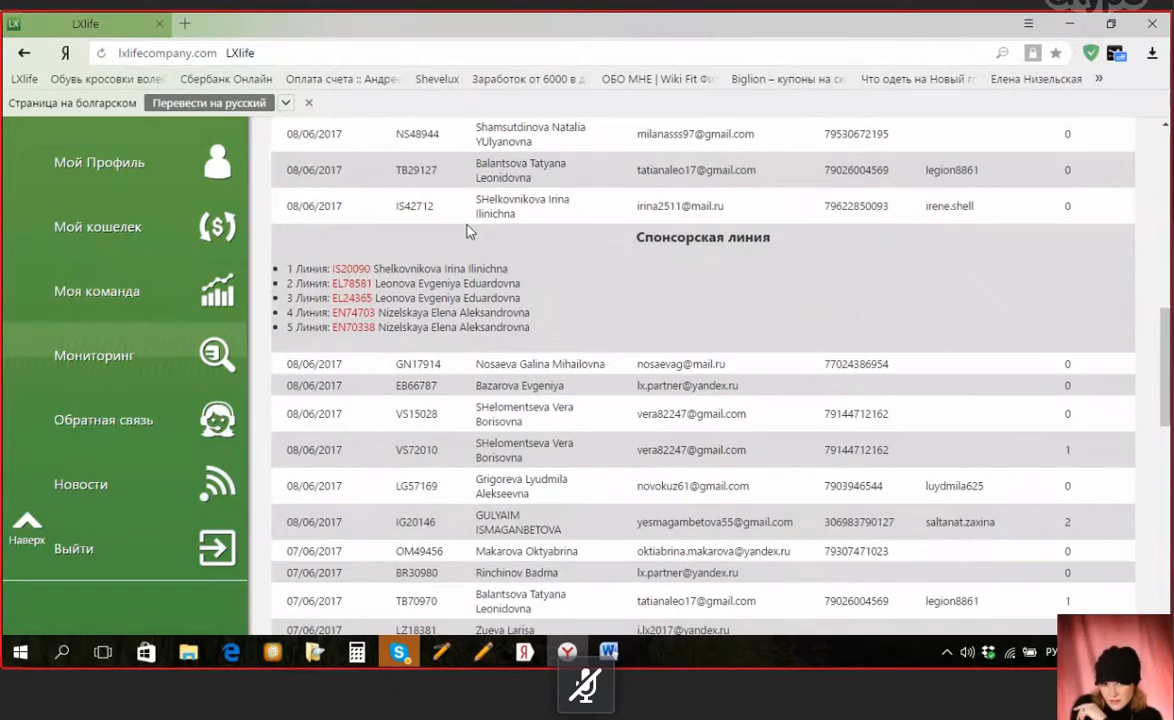 LXlife
lxlifecompany.com LXlife
LXlife Обувь кросовки воле Сбербанк Онлайн Оплата счета :: Андре Shevelux Заработок от 6000 в д ОБО МНЕ | Wiki Fit Фи Biglion – купоны на ск Что одеть на Новый г Елена Низельская »
Страница на болгарском Перевести на русский
Мой Профиль
Мой кошелек
Моя команда
Мониторинг
Обратная связь
Новости
Наверх
Выйти
08/06/2017 NS48944 Shamsutdinova Natalia YUlyanovna milanasss97@gmail.com 79530672195 0
08/06/2017 TB29127 Balantsova Tatyana Leonidovna tatianaleo17@gmail.com 79026004569 legion8861 0
08/06/2017 IS42712 SHelkovnikova Irina Ilinichna irina2511@mail.ru 79622850093 irene.shell 0
Спонсорская линия
1 Линия: IS20090 Shelkovnikova Irina Ilinichna
2 Линия: EL78581 Leonova Evgeniya Eduardovna
3 Линия: EL24365 Leonova Evgeniya Eduardovna
4 Линия: EN74703 Nizelskaya Elena Aleksandrovna
5 Линия: EN70338 Nizelskaya Elena Aleksandrovna
08/06/2017 GN17914 Nosaeva Galina Mihailovna nosaevag@mail.ru 77024386954 0
08/06/2017 EB66787 Bazarova Evgeniya lx.partner@yandex.ru 0
08/06/2017 VS15028 SHelomentseva Vera Borisovna vera82247@gmail.com 79144712162 0
08/06/2017 VS72010 SHelomentseva Vera Borisovna vera82247@gmail.com 79144712162 1
08/06/2017 LG57169 Grigoreva Lyudmila Alekseevna novokuz61@gmail.com 7903946544 luydmila625 0
08/06/2017 IG20146 GULYAIM ISMAGANBETOVA yesmagambetova55@gmail.com 306983790127 saltanat.zaxina 2
07/06/2017 OM49456 Makarova Oktyabrina oktiabrina.makarova@yandex.ru 79307471023 0
07/06/2017 BR30980 Rinchinov Badma lx.partner@yandex.ru 0
07/06/2017 TB70970 Balantsova Tatyana Leonidovna tatianaleo17@gmail.com 79026004569 legion8861 1
07/06/2017 LZ18381 Zueva Larisa i.lx2017@yandex.ru
РУ